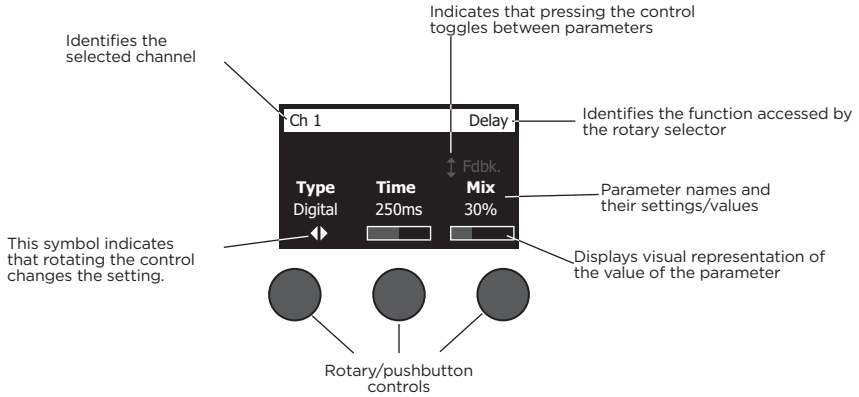 Indicates that pressing the control
toggles between parameters
Identifies the
selected channel
Ch 1
Delay
Identifies the function accessed by
the rotary selector
Fdbk.
Type
Time
Mix
Digital
250ms
30%
Parameter names and
their settings/values
This symbol indicates
that rotating the control
changes the setting.
Displays visual representation of
the value of the parameter
Rotary/pushbutton
controls